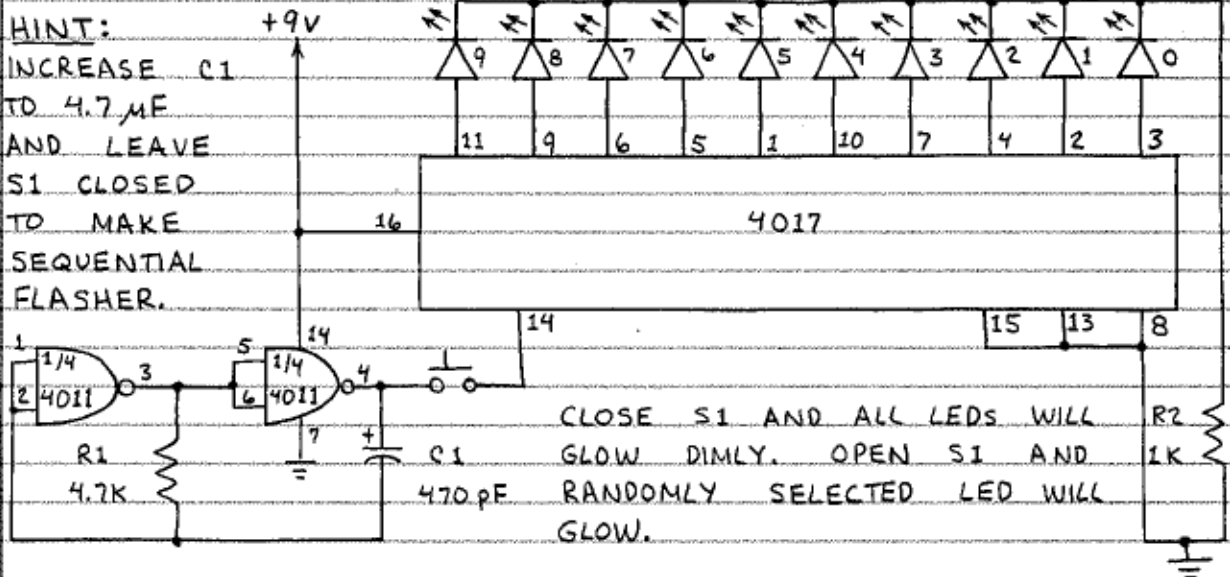 HINT:
+9V
INCREASE C1
TO 4.7 µF
AND LEAVE
S1 CLOSED
TO MAKE
SEQUENTIAL
FLASHER.
9 8 7 6 5 4 3 2 1 0
11 9 6 5 1 10 7 4 2 3
16
4017
14
15 13 8
1
2
1/4
4011
3
5
6
14
1/4
4011
4
7
R1
4.7K
+
C1
470 pF
CLOSE S1 AND ALL LEDs WILL
GLOW DIMLY. OPEN S1 AND
RANDOMLY SELECTED LED WILL
GLOW.
R2
1K